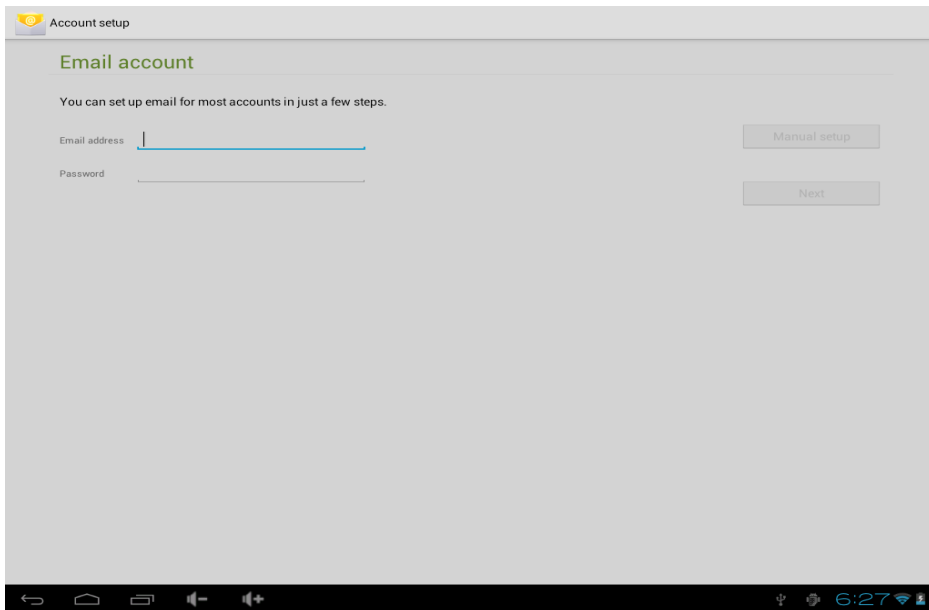 Account setup
Email account
You can set up email for most accounts in just a few steps.
Email address
Manual setup
Password
Next
6:27